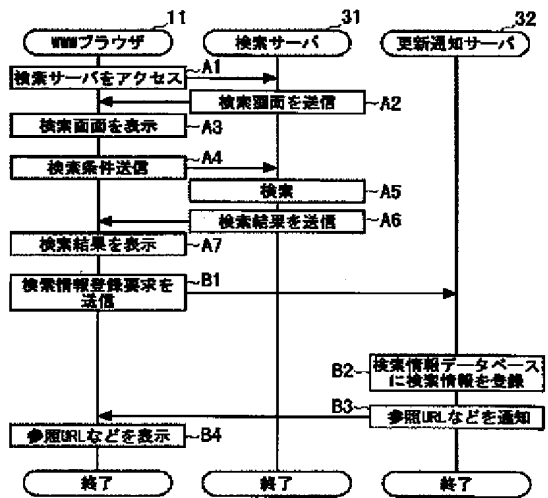 11
31
32
WWWブラウザ
検索サーバ
更新通知サーバ
検索サーバをアクセス
A1
検索画面を送信
A2
検索画面を表示
A3
検索条件送信
A4
検索
A5
検索結果を送信
A6
検索結果を表示
A7
検索情報登録要求を
送信
B1
B2
検索情報データベース
に検索情報を登録
B3
参照URLなどを通知
参照URLなどを表示
B4
終了
終了
終了